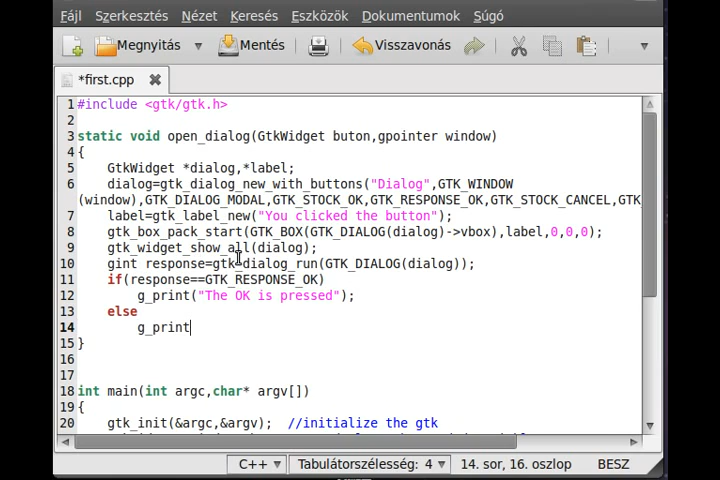 Fájl Szerkesztés Nézet Keresés Eszközök Dokumentumok Súgó
Megnyitás Mentés Visszavonás
*first.cpp
1 #include <gtk/gtk.h>
2
3 static void open_dialog(GtkWidget buton,gpointer window)
4 {
5 GtkWidget *dialog,*label;
6 dialog=gtk_dialog_new_with_buttons("Dialog",GTK_WINDOW
(window),GTK_DIALOG_MODAL,GTK_STOCK_OK,GTK_RESPONSE_OK,GTK_STOCK_CANCEL,GTK_
7 label=gtk_label_new("You clicked the button");
8 gtk_box_pack_start(GTK_BOX(GTK_DIALOG(dialog)->vbox),label,0,0,0);
9 gtk_widget_show_all(dialog);
10 gint response=gtk_dialog_run(GTK_DIALOG(dialog));
11 if(response==GTK_RESPONSE_OK)
12 g_print("The OK is pressed");
13 else
14 g_print
15 }
16
17
18 int main(int argc,char* argv[])
19 {
20 gtk_init(&argc,&argv); //initialize the gtk
C++ Tabulátorszélesség: 4 14. sor, 16. oszlop BESZ